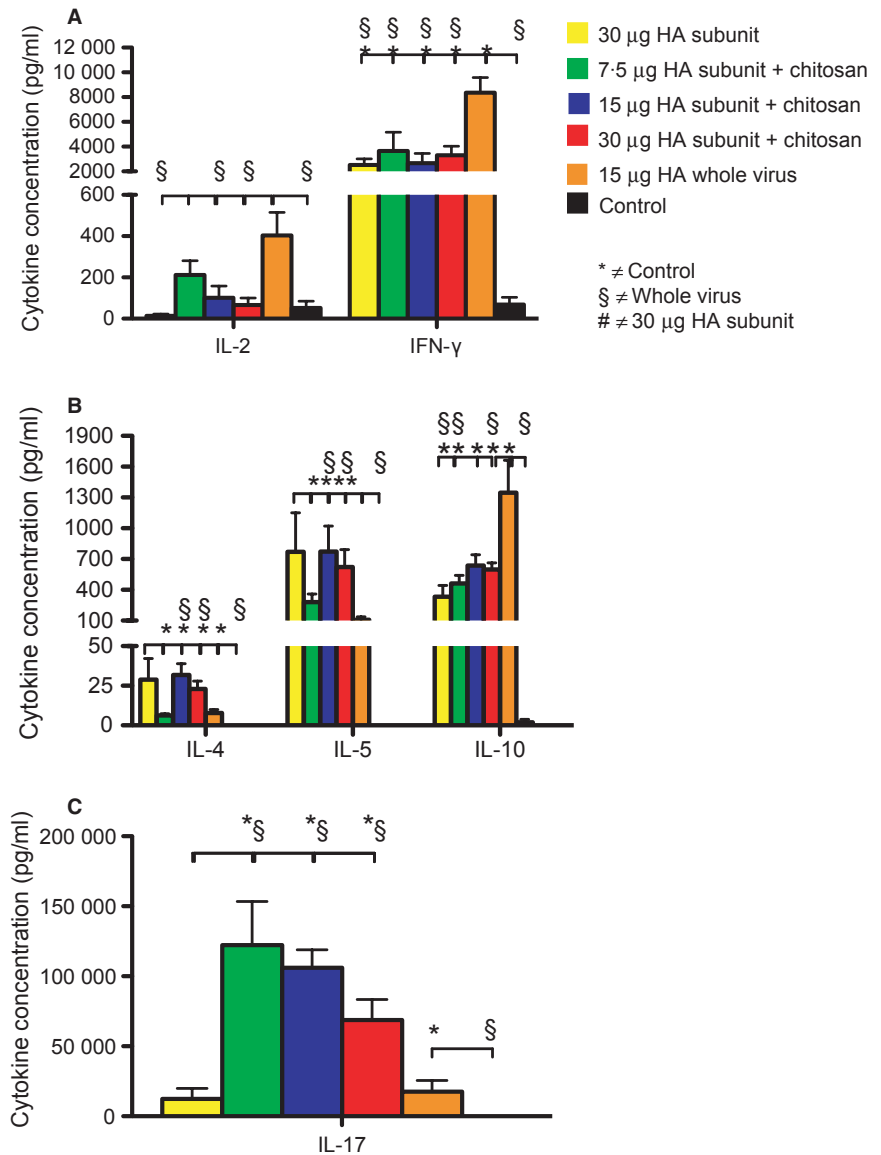 A
Cytokine concentration (pg/ml)
12 000
10 000
8000
6000
4000
2000
600
400
200
0
§ § § § §
* * * * *
§ § § §
IL-2 IFN-γ
30 μg HA subunit
7·5 μg HA subunit + chitosan
15 μg HA subunit + chitosan
30 μg HA subunit + chitosan
15 μg HA whole virus
Control
* ≠ Control
§ ≠ Whole virus
# ≠ 30 μg HA subunit
B
Cytokine concentration (pg/ml)
1900
1600
1300
1000
700
400
100
50
25
0
§ § §
* * * *
§ § §
****
§§ § §
** ** *
IL-4 IL-5 IL-10
C
Cytokine concentration (pg/ml)
200 000
150 000
100 000
50 000
0
*§ *§ *§
* §
IL-17